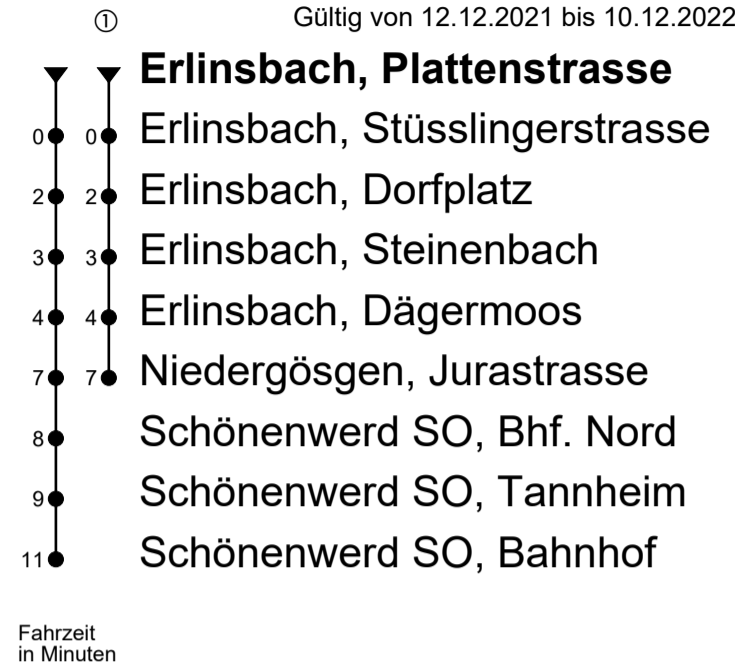 ① Gültig von 12.12.2021 bis 10.12.2022
Erlinsbach, Plattenstrasse
0 0 Erlinsbach, Stüsslingerstrasse
2 2 Erlinsbach, Dorfplatz
3 3 Erlinsbach, Steinenbach
4 4 Erlinsbach, Dägermoos
7 7 Niedergösgen, Jurastrasse
8 Schönenwerd SO, Bhf. Nord
9 Schönenwerd SO, Tannheim
11 Schönenwerd SO, Bahnhof
Fahrzeit
in Minuten